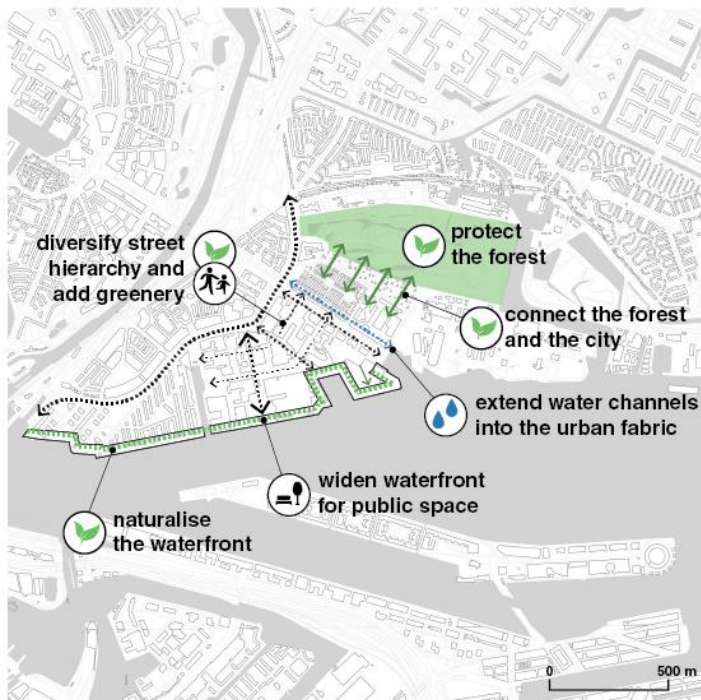 diversify street
hierarchy and
add greenery
protect
the forest
connect the forest
and the city
extend water channels
into the urban fabric
widen waterfront
for public space
naturalise
the waterfront
0 500 m